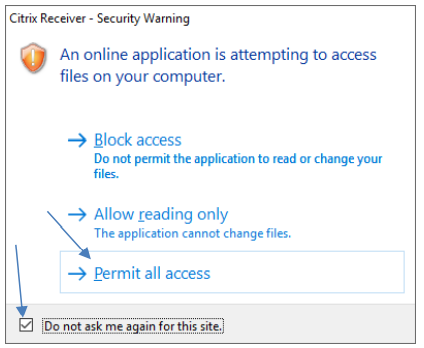 Citrix Receiver - Security Warning
An online application is attempting to access
files on your computer.
Block access
Do not permit the application to read or change your
files.
Allow reading only
The application cannot change files.
Permit all access
Do not ask me again for this site.